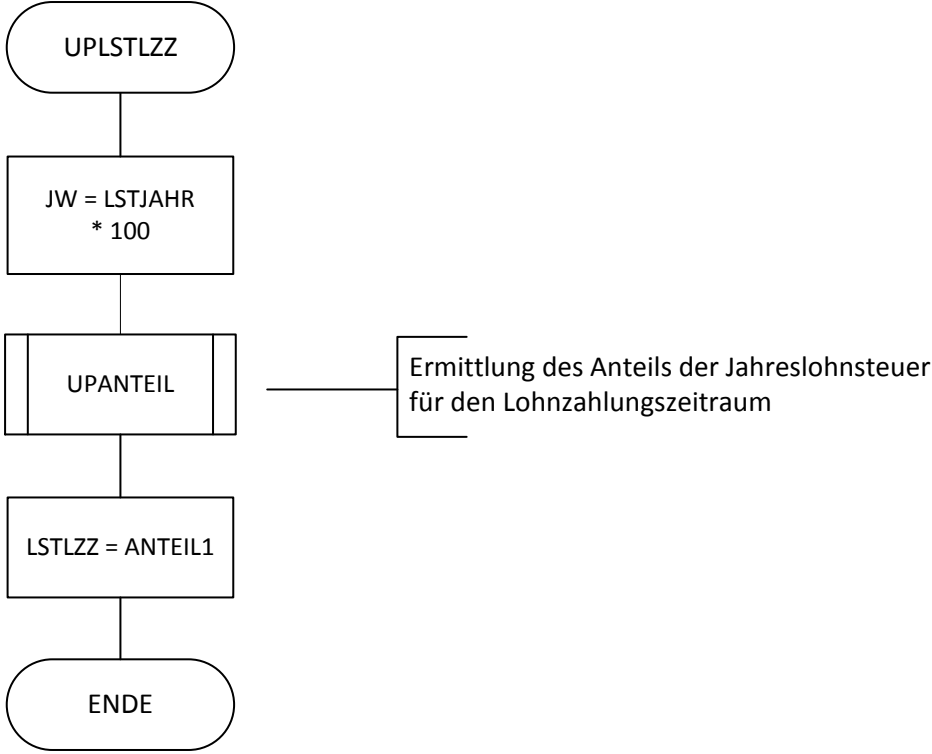 UPLSTLZZ
JW = LSTJAHR
* 100
UPANTEIL
Ermittlung des Anteils der Jahreslohnsteuer
für den Lohnzahlungszeitraum
LSTLZZ = ANTEIL1
ENDE